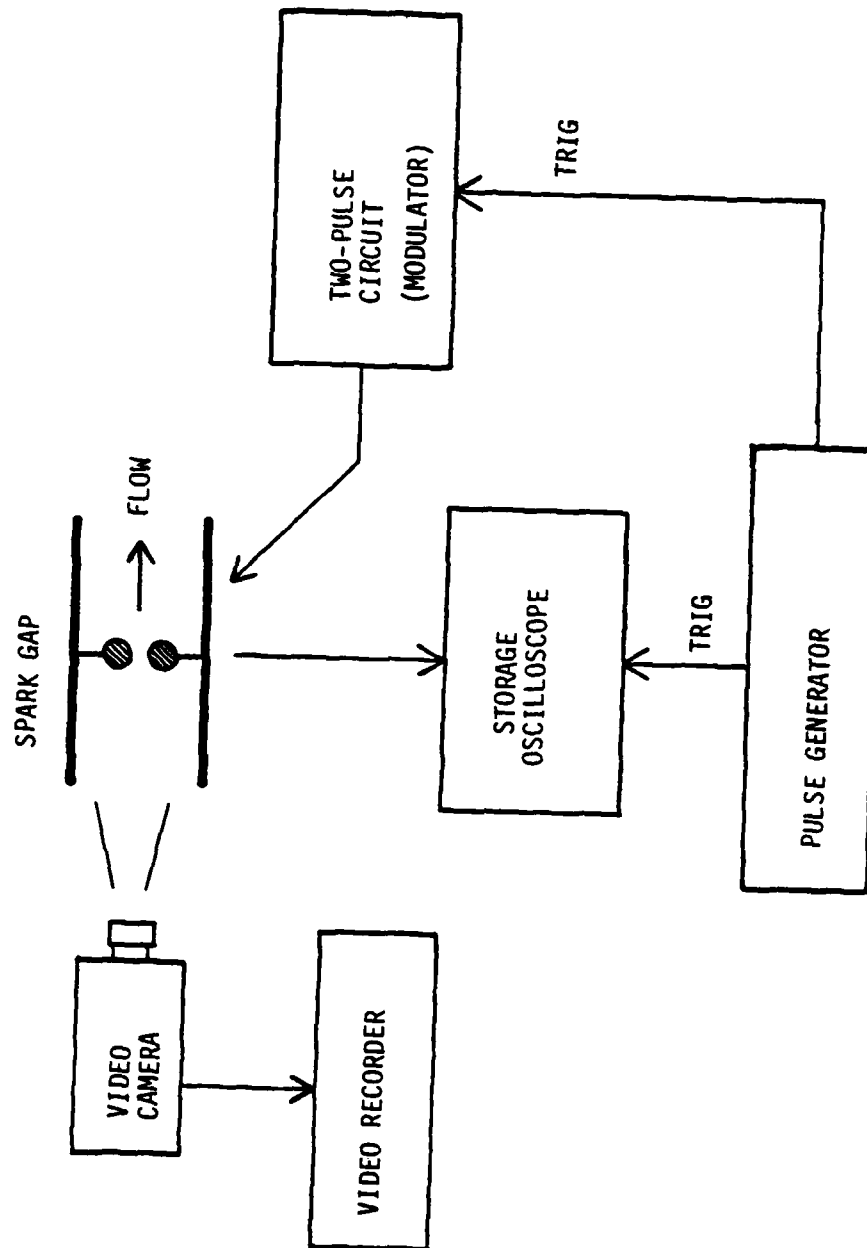 SPARK GAP
FLOW
VIDEO
CAMERA
VIDEO RECORDER
STORAGE
OSCILLOSCOPE
TWO-PULSE
CIRCUIT
(MODULATOR)
TRIG
TRIG
PULSE GENERATOR